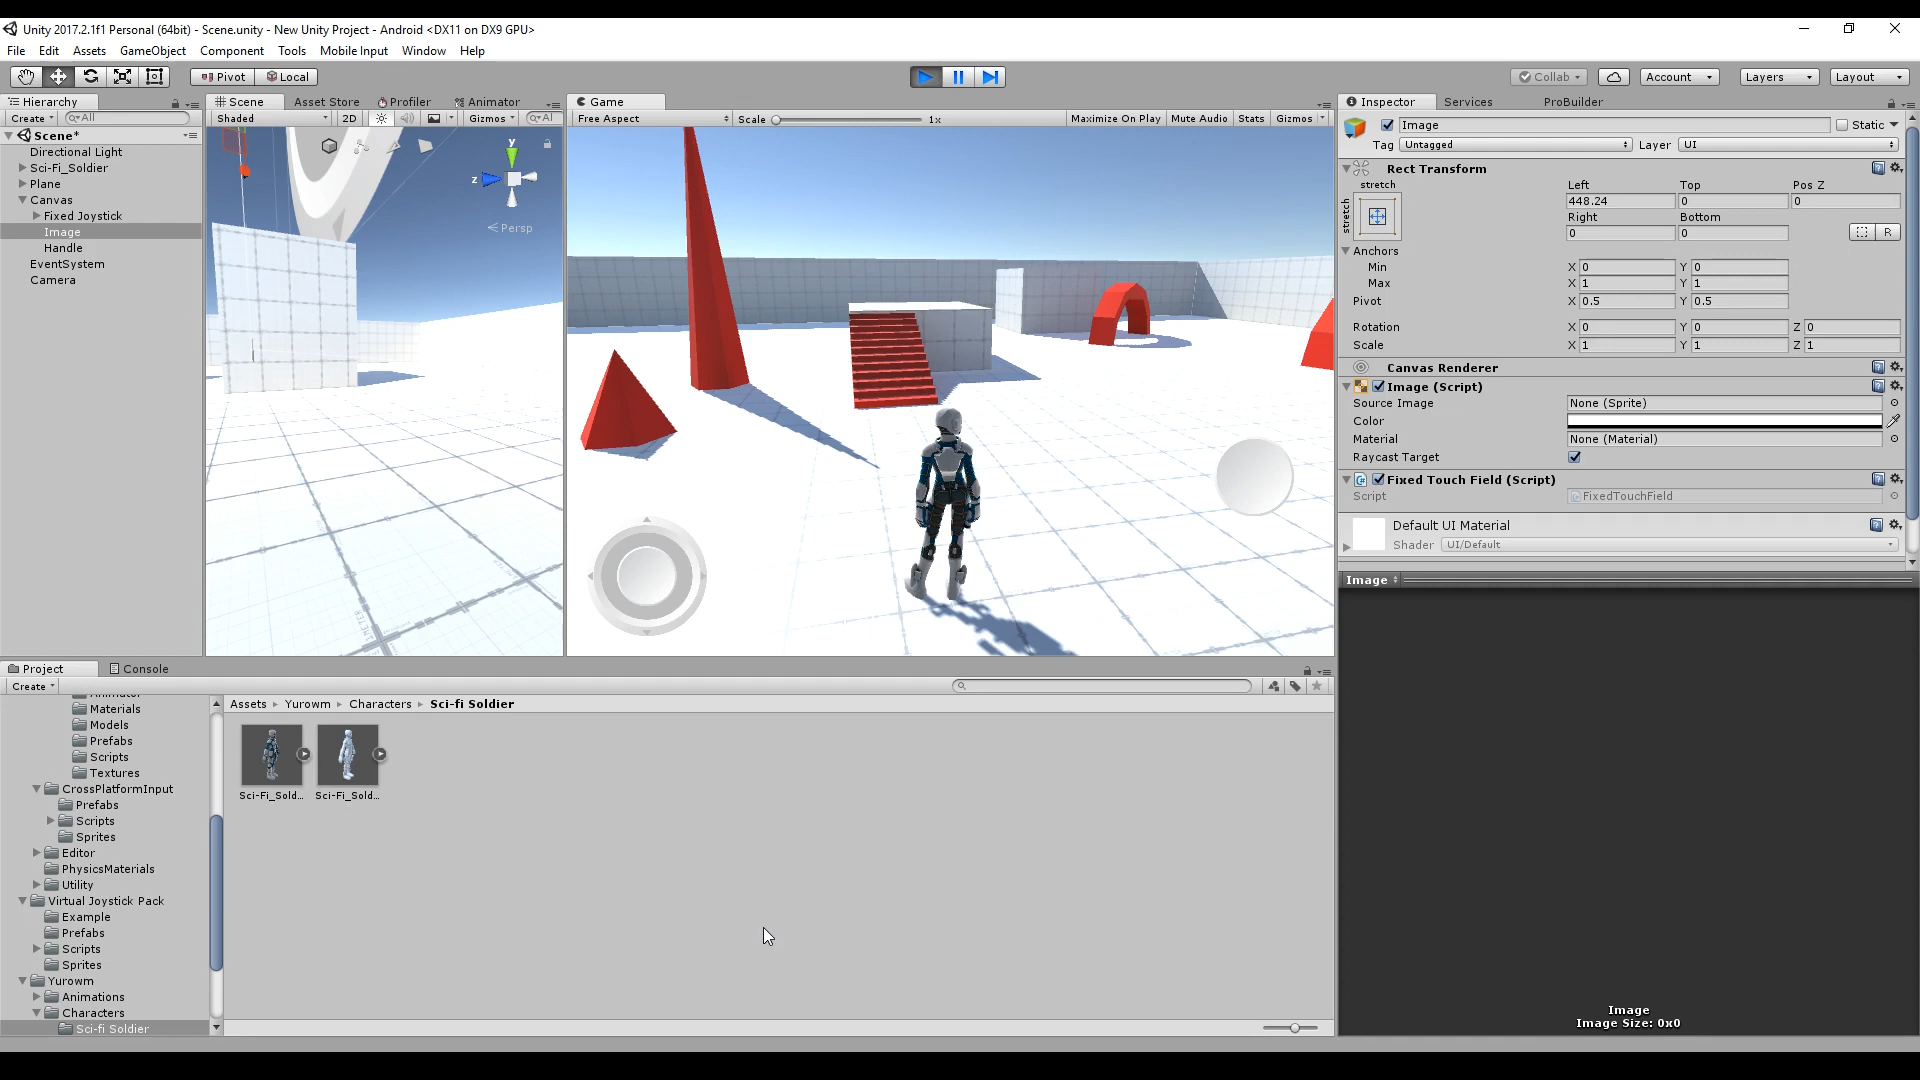 Unity 2017.2.1f1 Personal (64bit) - Scene.unity - New Unity Project - Android <DX11 on DX9 GPU>
File Edit Assets GameObject Component Tools Mobile Input Window Help
Pivot Local Collab Account Layers Layout
Hierarchy
Create All
Scene*
Directional Light
Sci-Fi_Soldier
Plane
Canvas
Fixed Joystick
Image
Handle
EventSystem
Camera
Scene Asset Store Profiler Animator
Shaded 2D Gizmos Al
y
z
Persp
Game
Free Aspect Scale 1x Maximize On Play Mute Audio Stats Gizmos
Inspector Services ProBuilder
Image Static
Tag Untagged Layer UI
Rect Transform
stretch Left Top Pos Z
stretch 448.24 0 0
Right Bottom
0 0 R
Anchors
Min X 0 Y 0
Max X 1 Y 1
Pivot X 0.5 Y 0.5
Rotation X 0 Y 0 Z 0
Scale X 1 Y 1 Z 1
Canvas Renderer
Image (Script)
Source Image None (Sprite)
Color
Material None (Material)
Raycast Target
Fixed Touch Field (Script)
Script FixedTouchField
Default UI Material
Shader UI/Default
Image
Image
Image Size: 0x0
Project Console
Create
Animator
Materials
Models
Prefabs
Scripts
Textures
CrossPlatformInput
Prefabs
Scripts
Sprites
Editor
PhysicsMaterials
Utility
Virtual Joystick Pack
Example
Prefabs
Scripts
Sprites
Yurowm
Animations
Characters
Sci-fi Soldier
Assets Yurowm Characters Sci-fi Soldier
Sci-Fi_Sold... Sci-Fi_Sold...